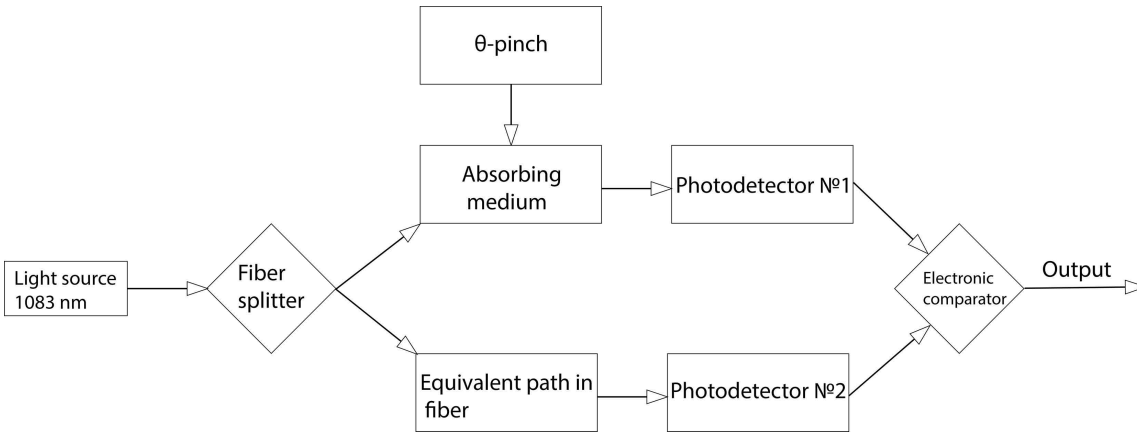 θ-pinch
Absorbing
medium
Photodetector №1
Light source
1083 nm
Fiber
splitter
Electronic
comparator
Output
Equivalent path in
fiber
Photodetector №2